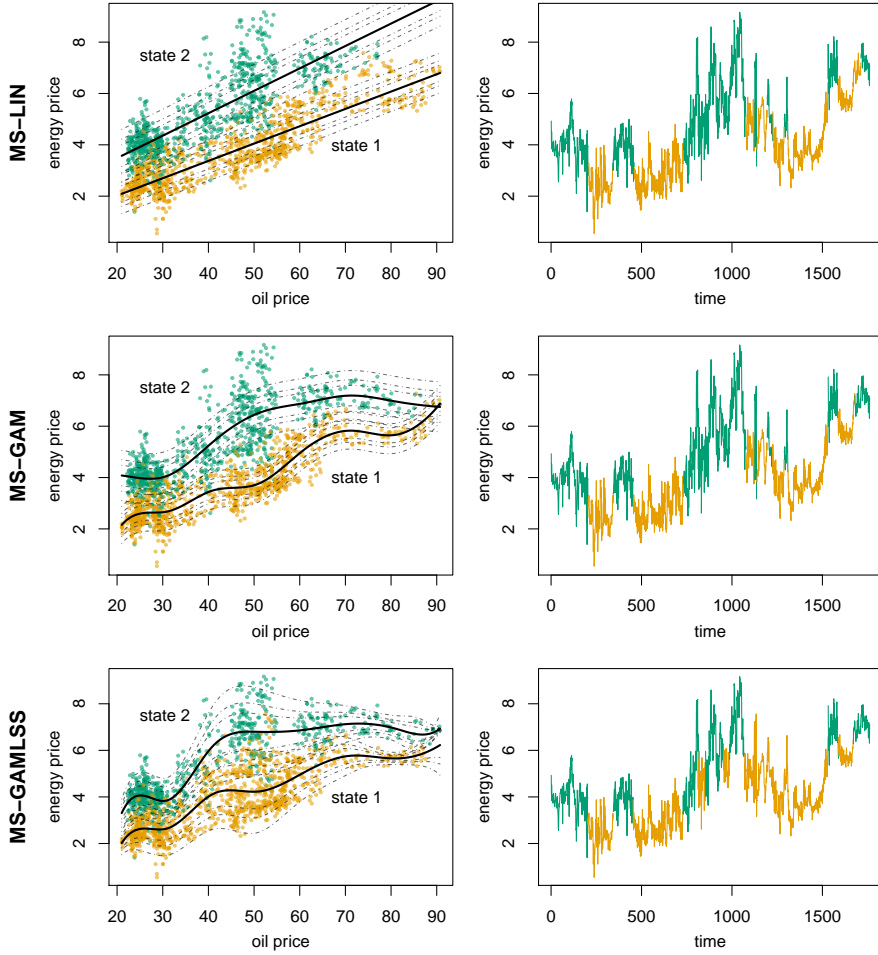 MS–LIN
energy price
8
6
4
2
state 2
state 1
20 30 40 50 60 70 80 90
oil price
energy price
8
6
4
2
0 500 1000 1500
time
MS–GAM
energy price
8
6
4
2
state 2
state 1
20 30 40 50 60 70 80 90
oil price
energy price
8
6
4
2
0 500 1000 1500
time
MS–GAMLSS
energy price
8
6
4
2
state 2
state 1
20 30 40 50 60 70 80 90
oil price
energy price
8
6
4
2
0 500 1000 1500
time